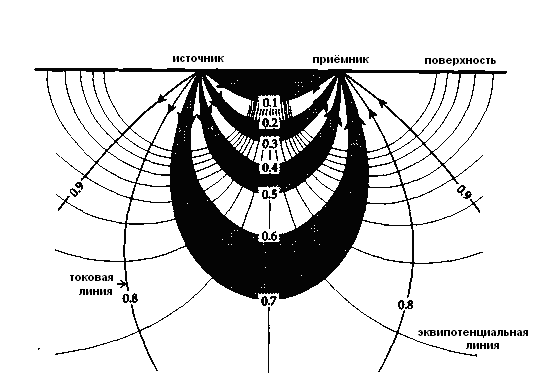 источник
приёмник
поверхность
0.1
0.2
0.3
0.4
0.5
0.6
0.7
0.9
0.9
токовая
линия
0.8
0.8
эквипотенциальная
линия